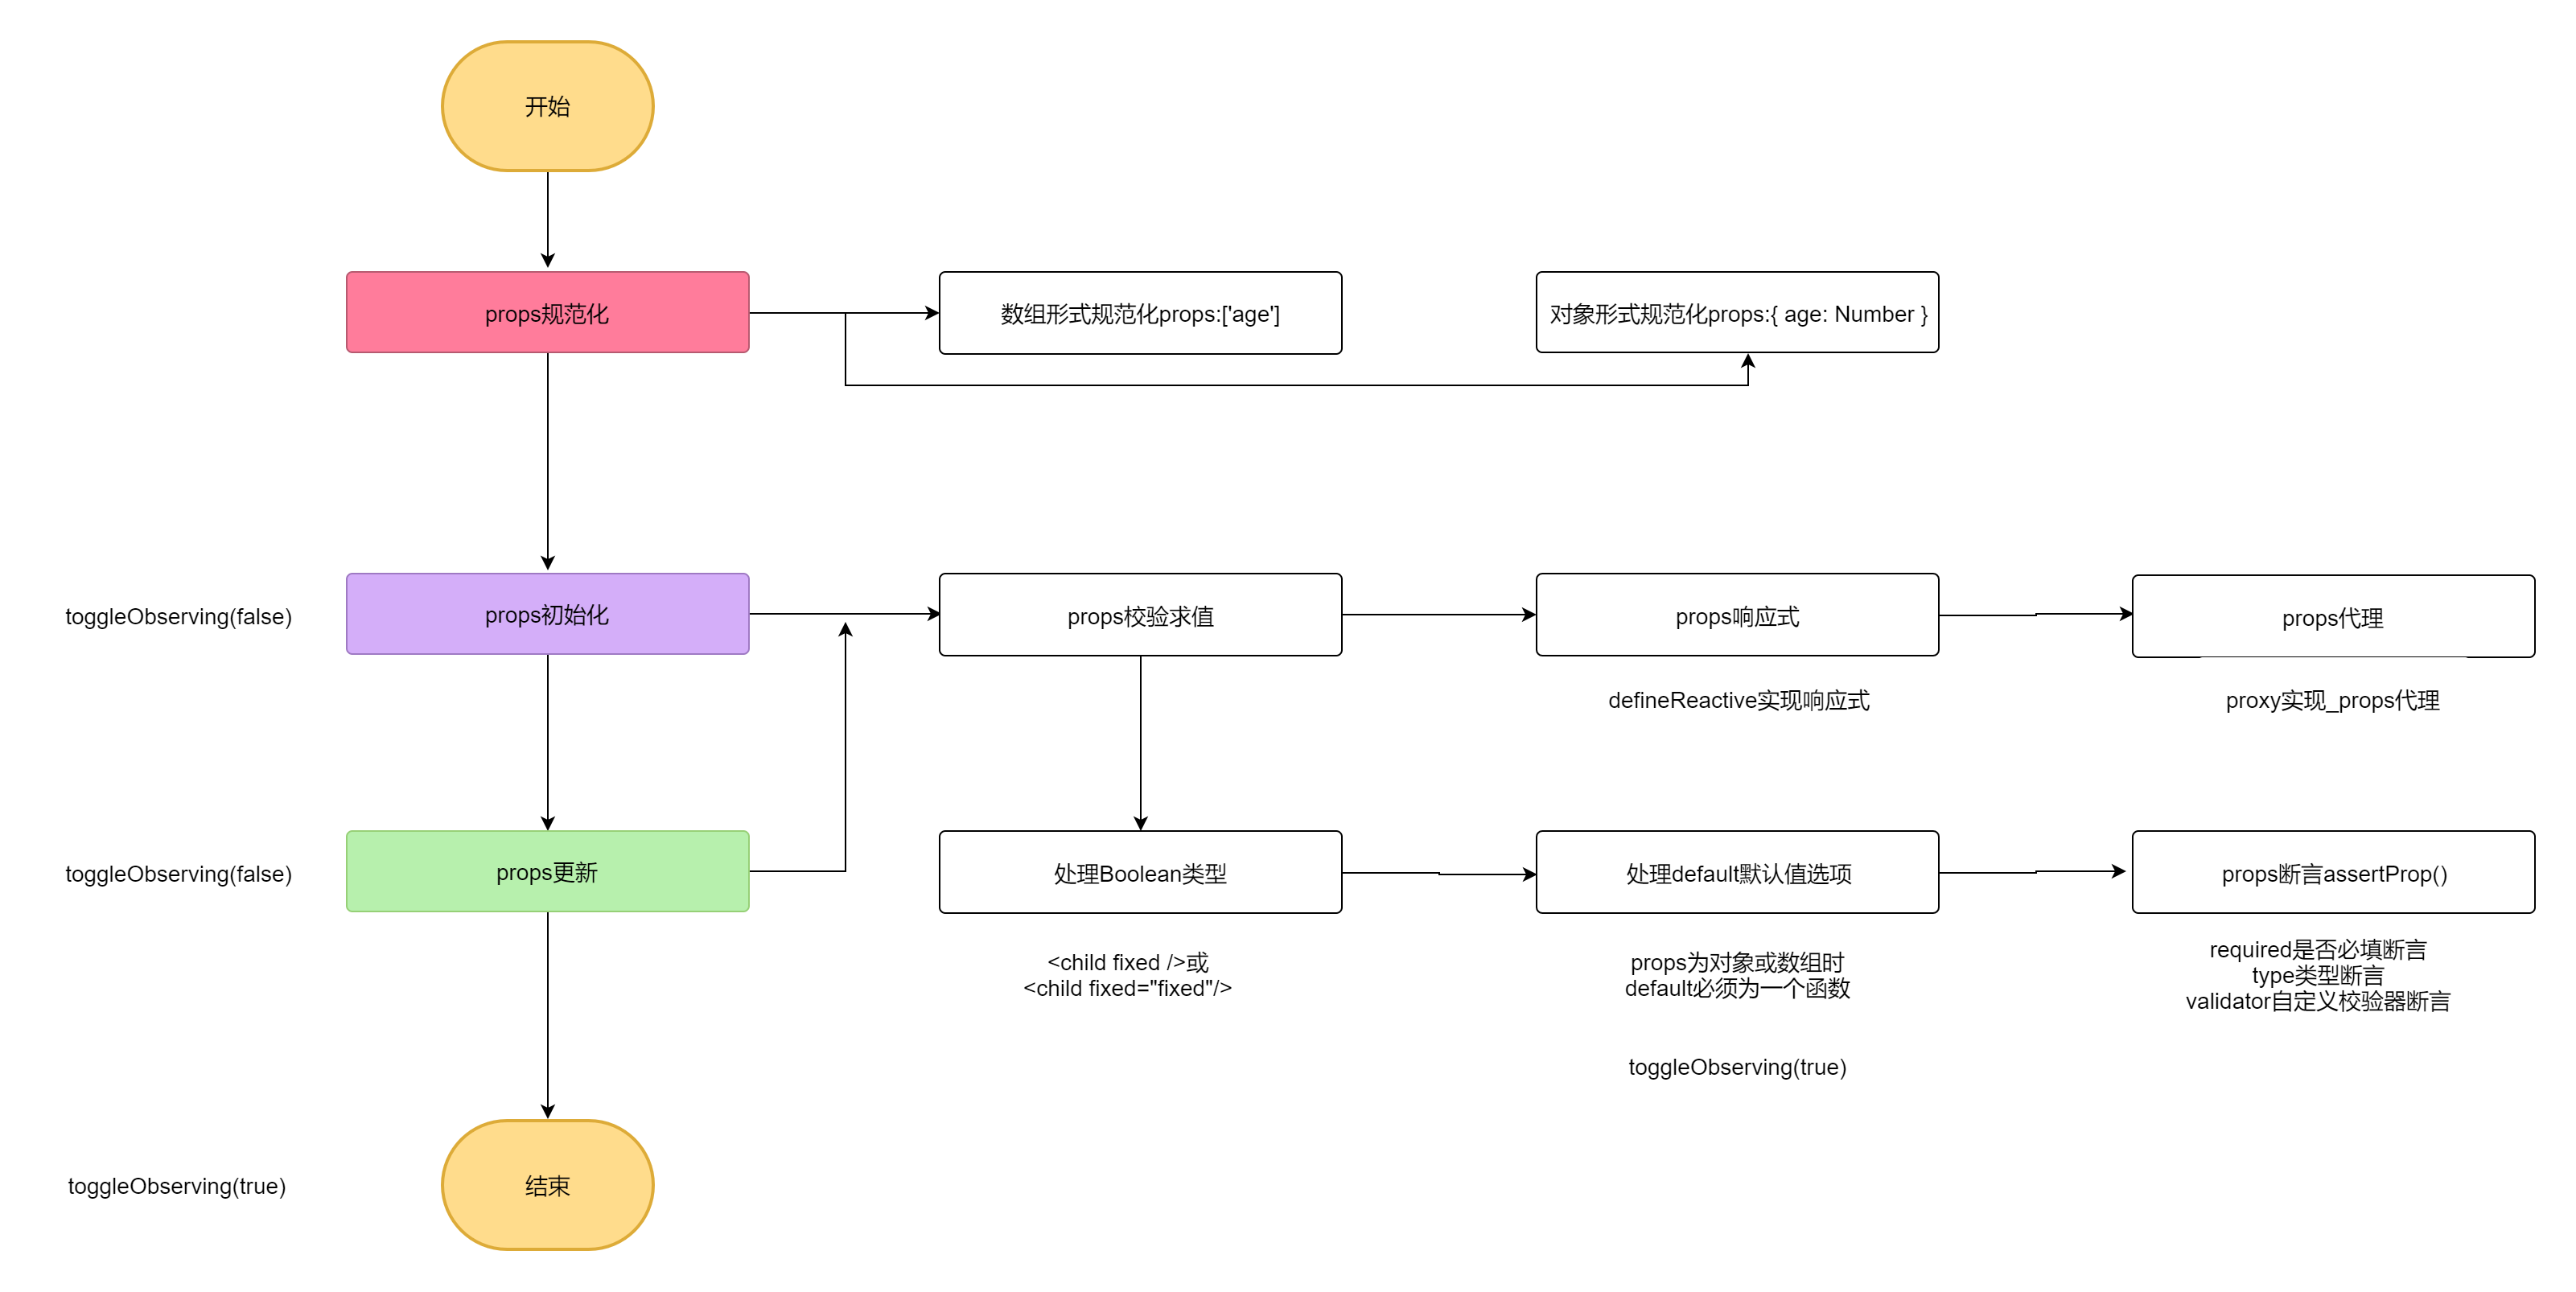 开始
props规范化
数组形式规范化props:['age']
对象形式规范化props:{ age: Number }
toggleObserving(false)
props初始化
props校验求值
props响应式
props代理
defineReactive实现响应式
proxy实现_props代理
toggleObserving(false)
props更新
处理Boolean类型
处理default默认值选项
props断言assertProp()
<child fixed />或
<child fixed="fixed"/>
props为对象或数组时
default必须为一个函数
required是否必填断言
type类型断言
validator自定义校验器断言
toggleObserving(true)
toggleObserving(true)
结束